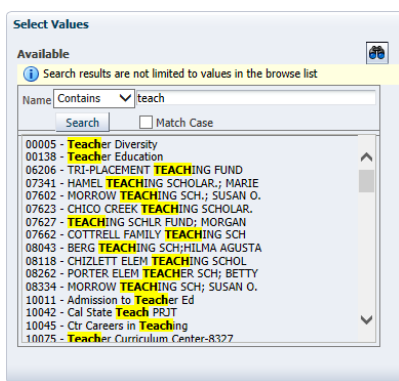 Select Values
Available
Search results are not limited to values in the browse list
Name Contains teach
Search Match Case
00005 - Teacher Diversity
00138 - Teacher Education
06206 - TRI-PLACEMENT TEACHING FUND
07341 - HAMEL TEACHING SCHOLAR.; MARIE
07602 - MORROW TEACHING SCH.; SUSAN O.
07623 - CHICO CREEK TEACHING SCHOLAR.
07627 - TEACHING SCHLR FUND; MORGAN
07662 - COTTRELL FAMILY TEACHING SCH
08043 - BERG TEACHING SCH;HILMA AGUSTA
08118 - CHIZLETT ELEM TEACHING SCHOL
08262 - PORTER ELEM TEACHER SCH; BETTY
08334 - MORROW TEACHING SCH; SUSAN O.
10011 - Admission to Teacher Ed
10042 - Cal State Teach PRJT
10045 - Ctr Careers in Teaching
10075 - Teacher Curriculum Center-8327